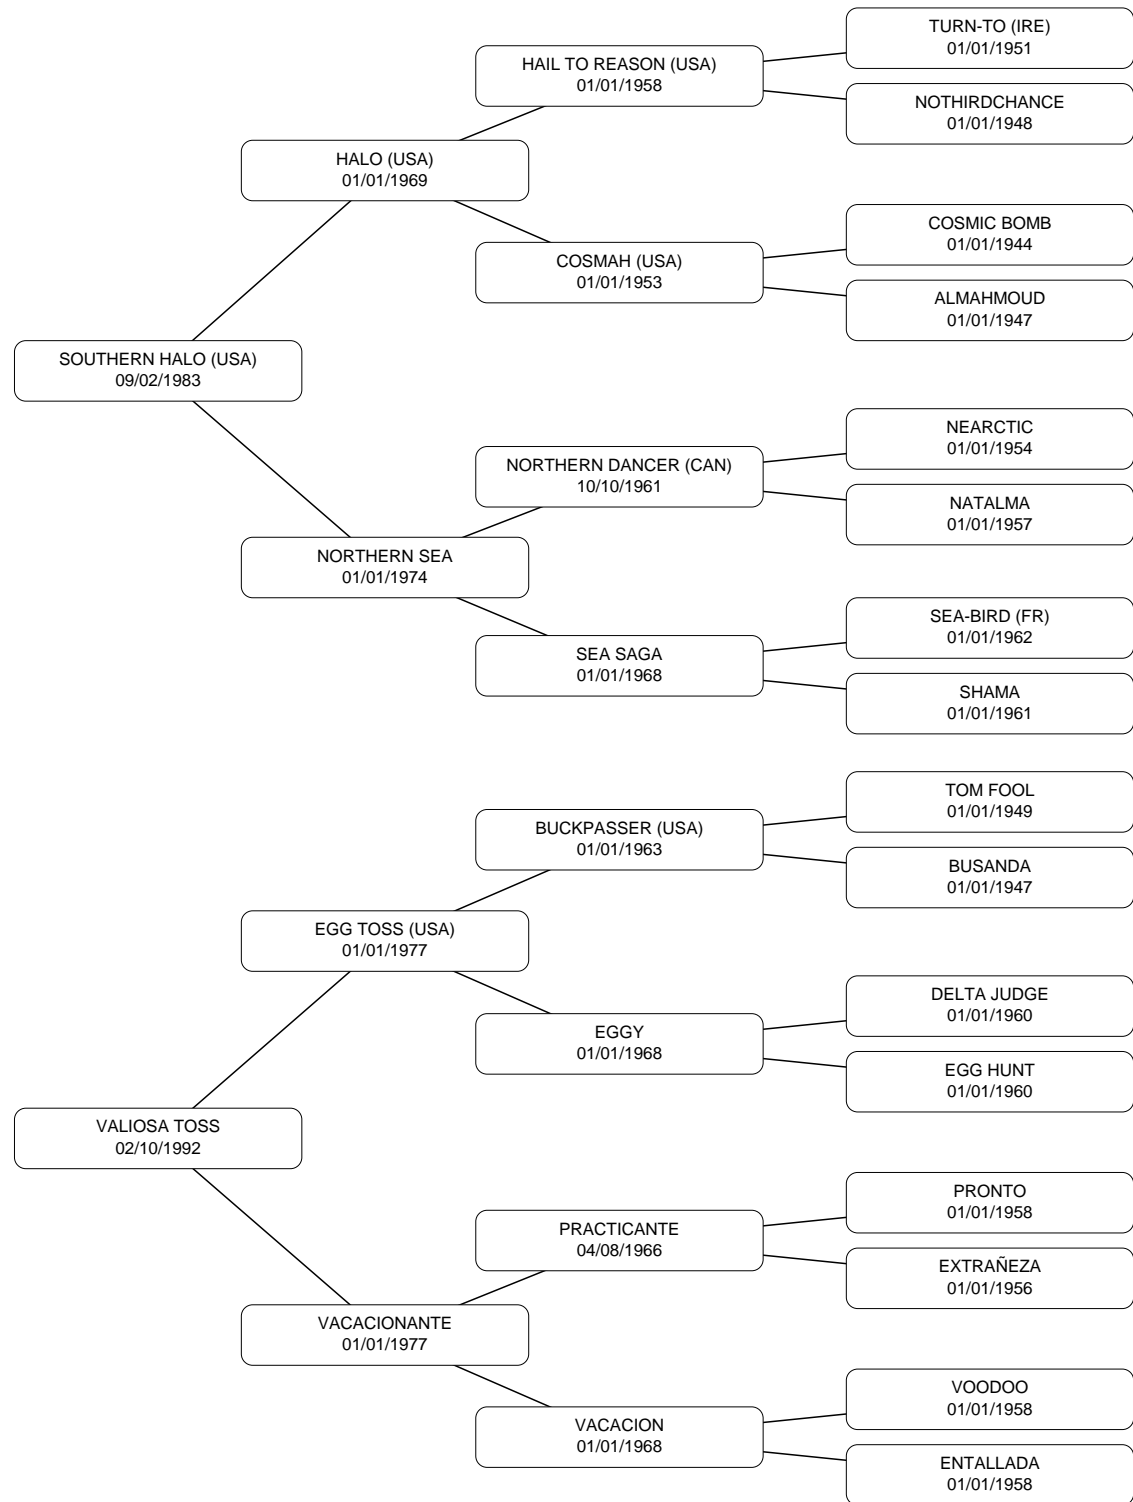 TURN-TO (IRE)
01/01/1951
HAIL TO REASON (USA)
01/01/1958
NOTHIRDCHANCE
01/01/1948
HALO (USA)
01/01/1969
COSMIC BOMB
01/01/1944
COSMAH (USA)
01/01/1953
ALMAHMOUD
01/01/1947
SOUTHERN HALO (USA)
09/02/1983
NEARCTIC
01/01/1954
NORTHERN DANCER (CAN)
10/10/1961
NATALMA
01/01/1957
NORTHERN SEA
01/01/1974
SEA-BIRD (FR)
01/01/1962
SEA SAGA
01/01/1968
SHAMA
01/01/1961
TOM FOOL
01/01/1949
BUCKPASSER (USA)
01/01/1963
BUSANDA
01/01/1947
EGG TOSS (USA)
01/01/1977
DELTA JUDGE
01/01/1960
EGGY
01/01/1968
EGG HUNT
01/01/1960
VALIOSA TOSS
02/10/1992
PRONTO
01/01/1958
PRACTICANTE
04/08/1966
EXTRAÑEZA
01/01/1956
VACACIONANTE
01/01/1977
VOODOO
01/01/1958
VACACION
01/01/1968
ENTALLADA
01/01/1958